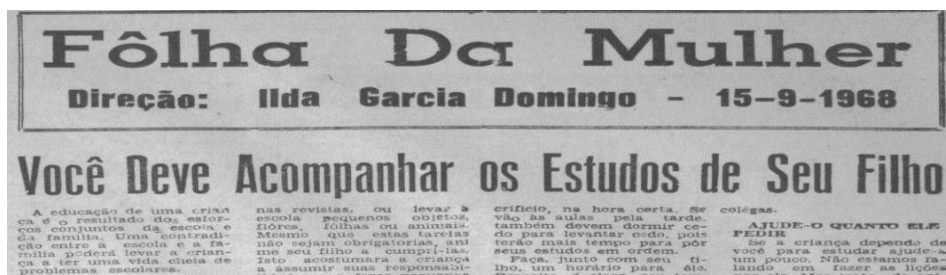 Fôlha Da Mulher
Direção: Ilda Garcia Domingo - 15-9-1968
Você Deve Acompanhar os Estudos de Seu Filho
A educação de uma crian
ça é o resultado dos esfor-
ços conjuntos da escola e
da família. Uma contradi-
ção entre a escola e a fa-
mília poderá levar a crian-
ça a ter uma vida cheia de
problemas escolares.
nas revistas, ou levar à
escola pequenos objetos,
flôres, folhas ou animais.
Mesmo que estas tarefas
não sejam obrigatórias, ani
me seu filho a cumprí-las.
Isto acostuma a criança
a assumir suas responsabi-
crifício, na hora certa. Se
vão às aulas pela tarde,
também devem dormir ce-
do para levantar cedo, pois
terão mais tempo para pôr
seus estudos em ordem.
Faça, junto com seu fi-
lho, um horário para êle.
colégas.
AJUDE-O QUANTO ELE
PEDIR
Se a criança depende de
você para estudar ajude-a
um pouco. Não estamos fa-
lando em fazer as liçõe-